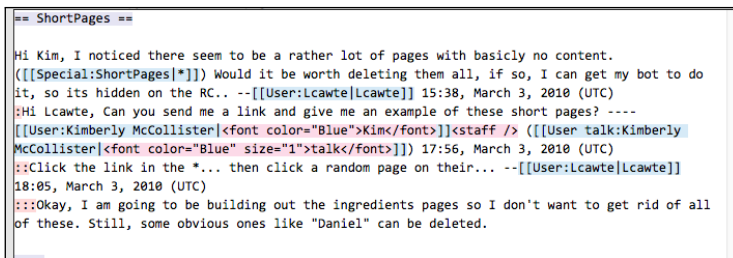 == ShortPages ==
Hi Kim, I noticed there seem to be a rather lot of pages with basicly no content.
([[Special:ShortPages|*]]) Would it be worth deleting them all, if so, I can get my bot to do
it, so its hidden on the RC.. --[[User:Lcawte|Lcawte]] 15:38, March 3, 2010 (UTC)
:Hi Lcawte, Can you send me a link and give me an example of these short pages? ----
[[User:Kimberly McCollister|<font color="Blue">Kim</font>]]<staff /> ([[User talk:Kimberly
McCollister|<font color="Blue" size="1">talk</font>]]) 17:56, March 3, 2010 (UTC)
::Click the link in the *... then click a random page on their... --[[User:Lcawte|Lcawte]]
18:05, March 3, 2010 (UTC)
:::Okay, I am going to be building out the ingredients pages so I don't want to get rid of all
of these. Still, some obvious ones like "Daniel" can be deleted.